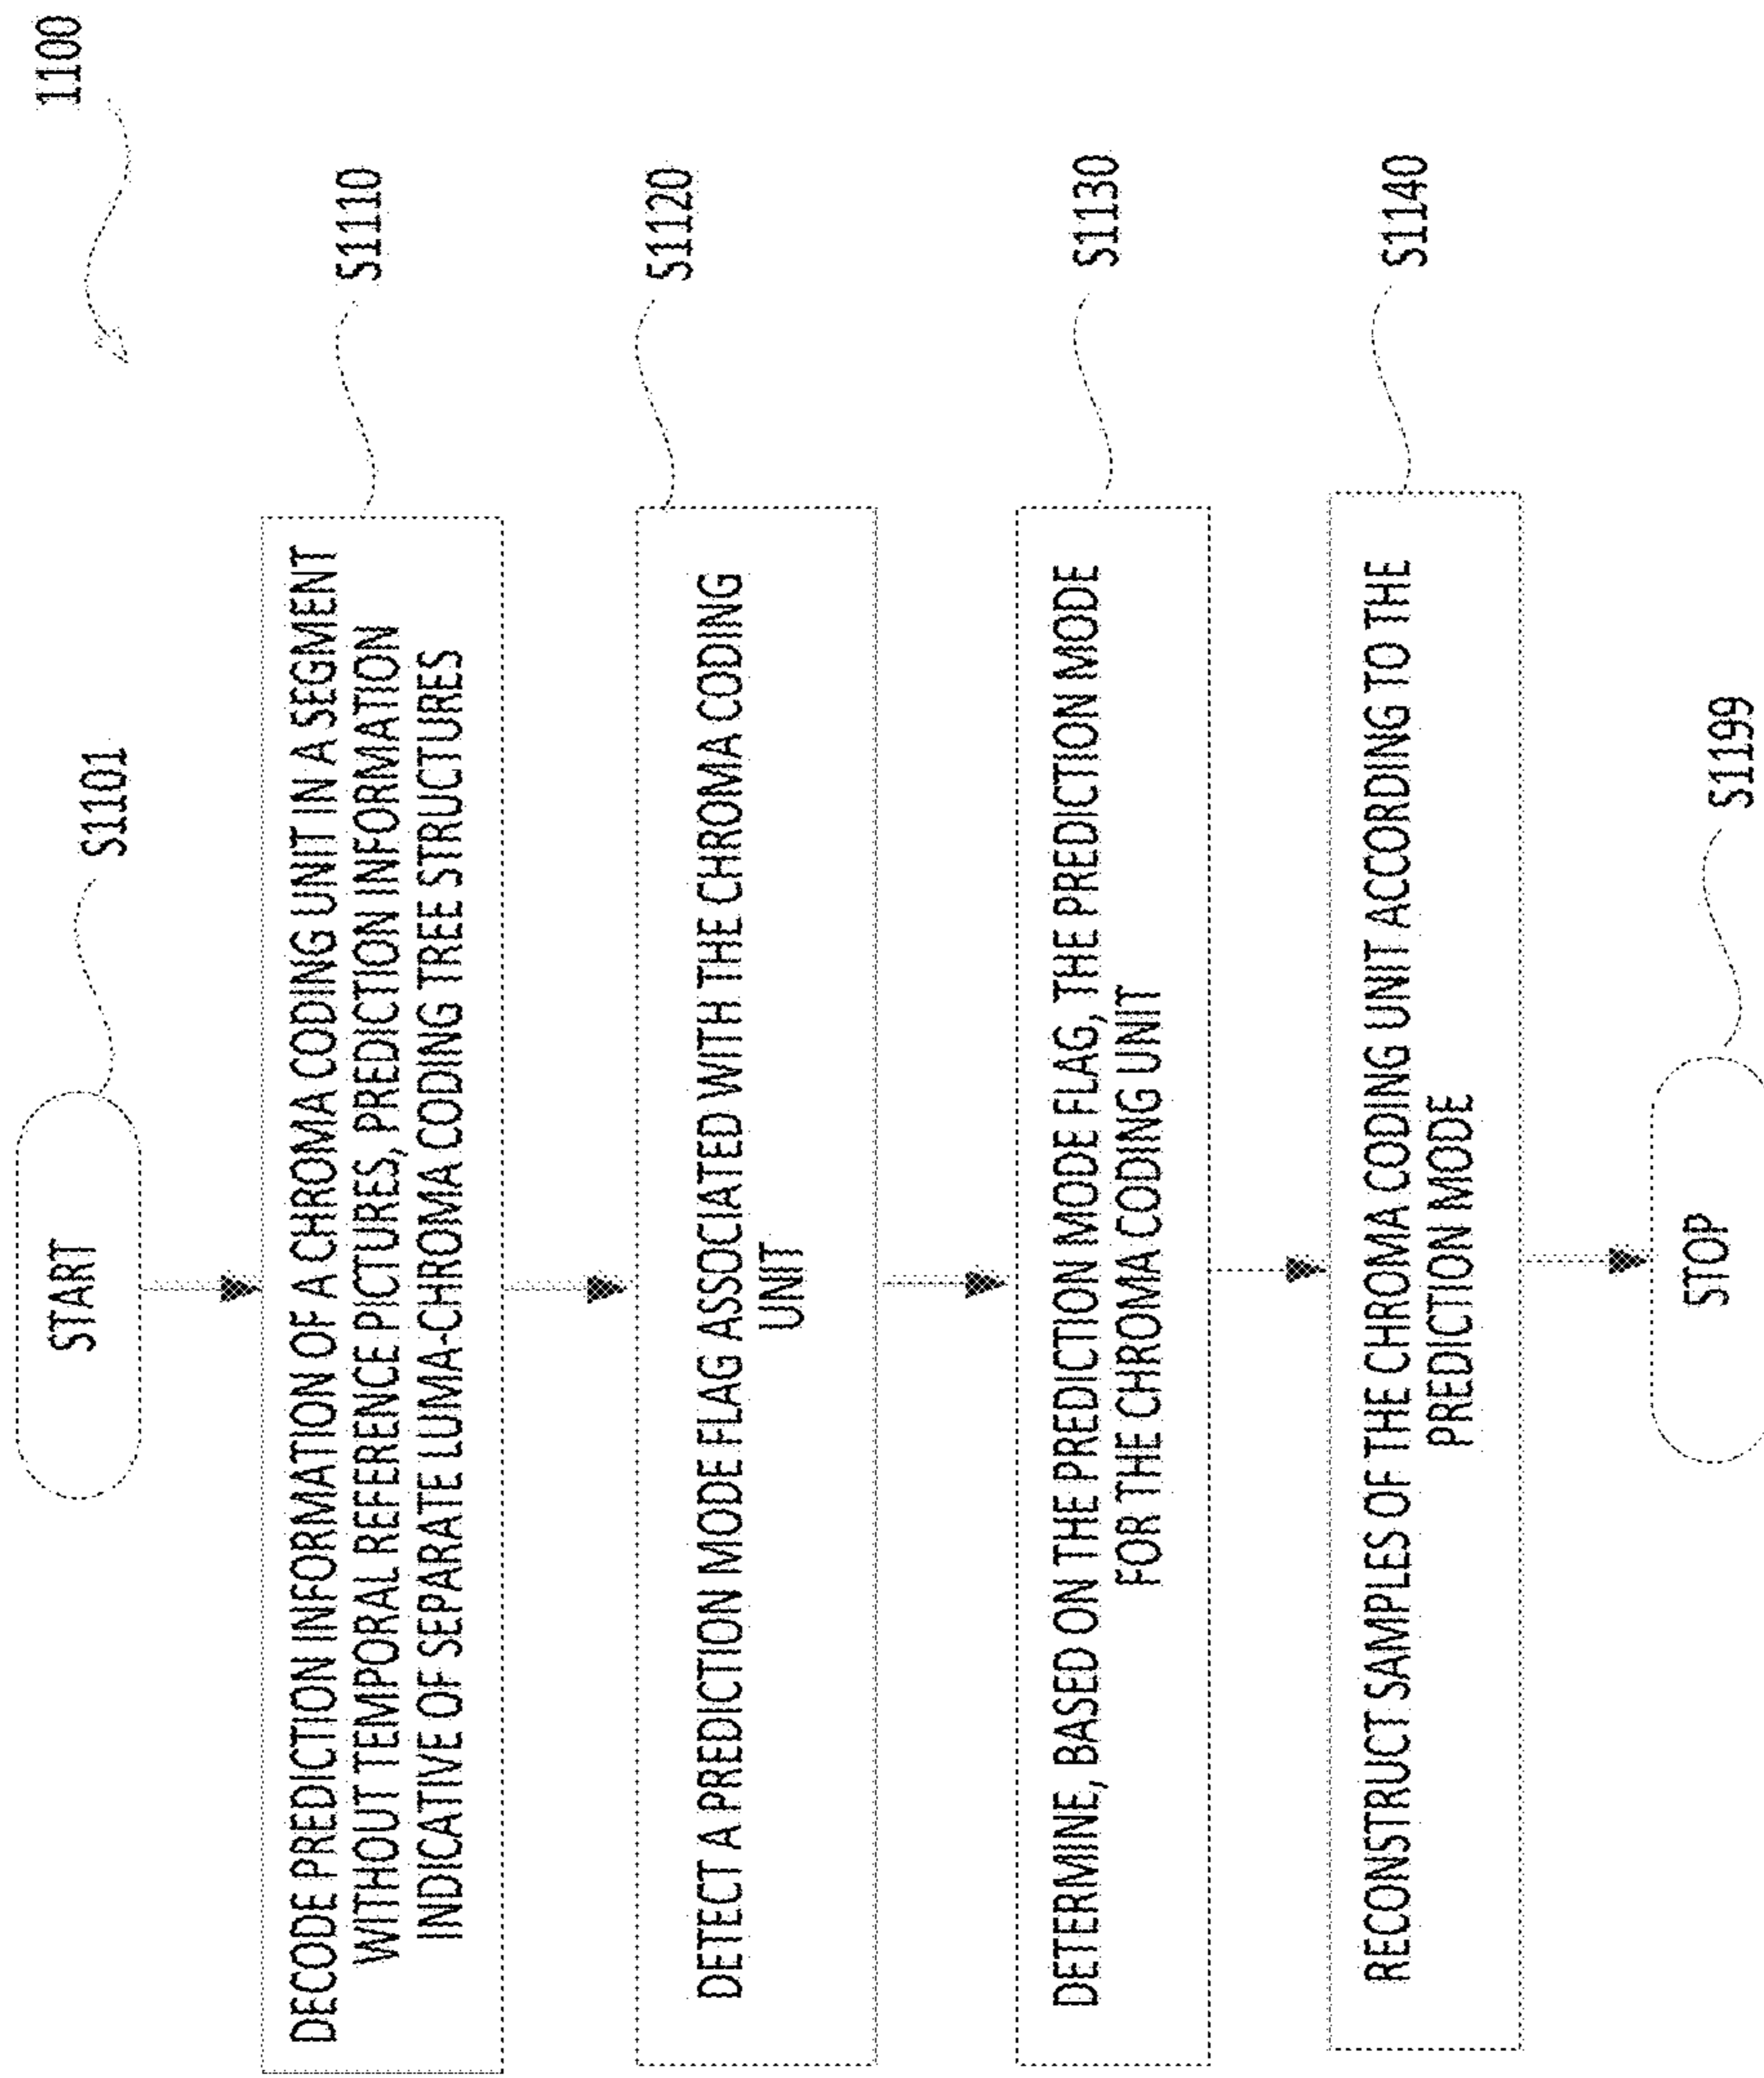 1100
START
S1101
DECODE PREDICTION INFORMATION OF A CHROMA CODING UNIT IN A SEGMENT
WITHOUT TEMPORAL REFERENCE PICTURES, PREDICTION INFORMATION
INDICATIVE OF SEPARATE LUMA-CHROMA CODING TREE STRUCTURES
S1110
DETECT A PREDICTION MODE FLAG ASSOCIATED WITH THE CHROMA CODING
UNIT
S1120
DETERMINE, BASED ON THE PREDICTION MODE FLAG, THE PREDICTION MODE
FOR THE CHROMA CODING UNIT
S1130
RECONSTRUCT SAMPLES OF THE CHROMA CODING UNIT ACCORDING TO THE
PREDICTION MODE
S1140
STOP
S1199